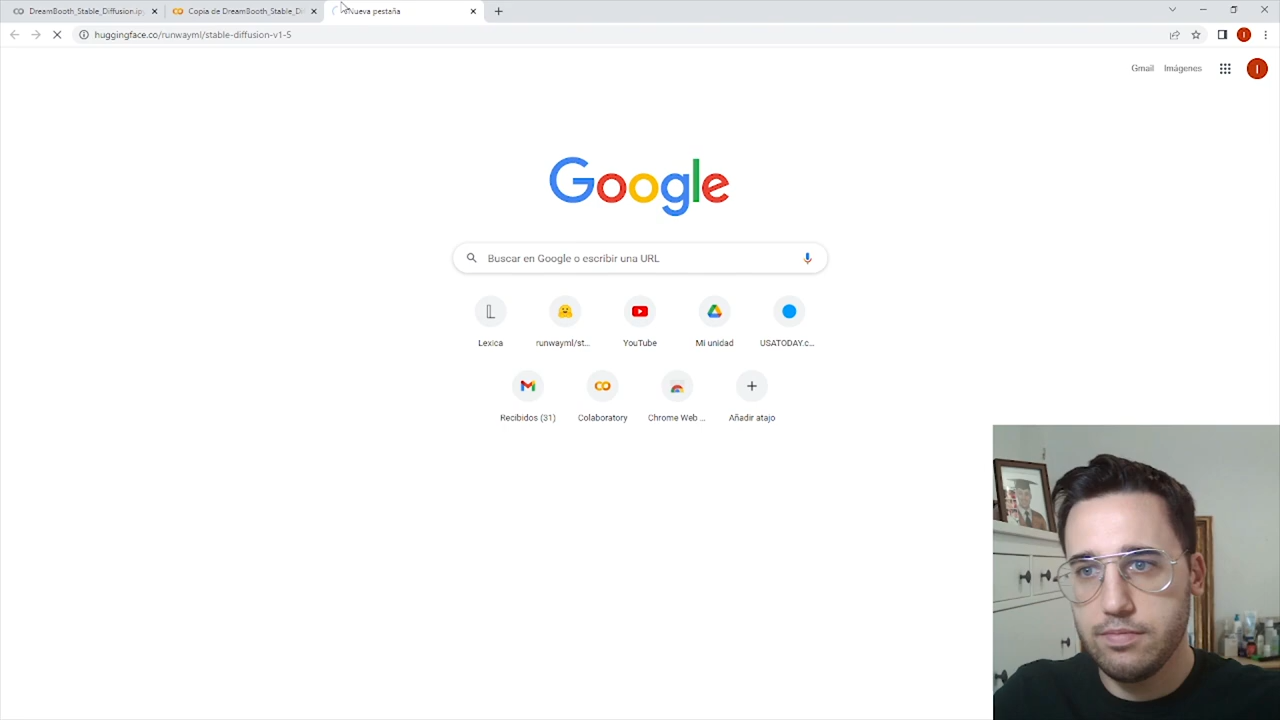 DreamBooth_Stable_Diffusion.ipy
Copia de DreamBooth_Stable_Di
Nueva pestaña
huggingface.co/runwayml/stable-diffusion-v1-5
I
Gmail
Imágenes
I
Google
Buscar en Google o escribir una URL
Lexica
runwayml/st...
YouTube
Mi unidad
USATODAY.c...
Recibidos (31)
Colaboratory
Chrome Web ...
Añadir atajo